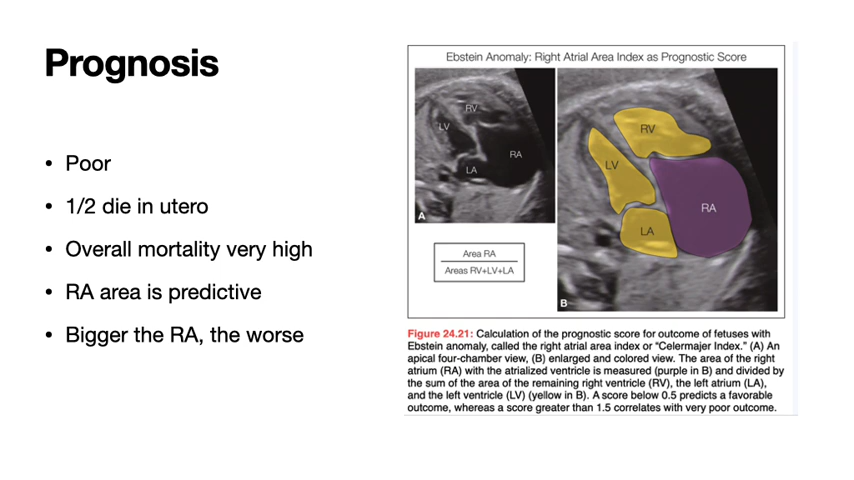 Prognosis
• Poor
• 1/2 die in utero
• Overall mortality very high
• RA area is predictive
• Bigger the RA, the worse
Ebstein Anomaly: Right Atrial Area Index as Prognostic Score
RV
LV
RA
LA
A
Area RA
Areas RV+LV+LA
RV
LV
RA
LA
B
Figure 24.21: Calculation of the prognostic score for outcome of fetuses with
Ebstein anomaly, called the right atrial area index or “Celermajer Index.” (A) An
apical four-chamber view, (B) enlarged and colored view. The area of the right
atrium (RA) with the atrialized ventricle is measured (purple in B) and divided by
the sum of the area of the remaining right ventricle (RV), the left atrium (LA),
and the left ventricle (LV) (yellow in B). A score below 0.5 predicts a favorable
outcome, whereas a score greater than 1.5 correlates with very poor outcome.